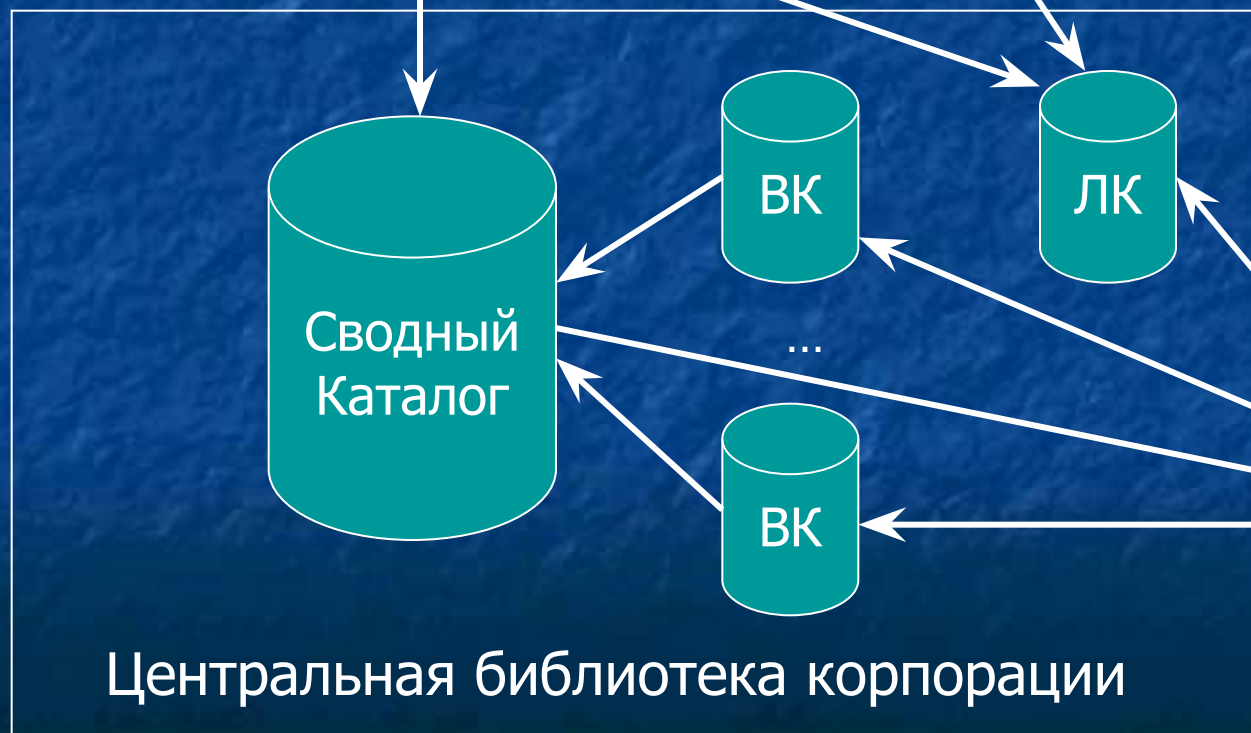 ВК
ЛК
Сводный
Каталог
...
ВК
Центральная библиотека корпорации